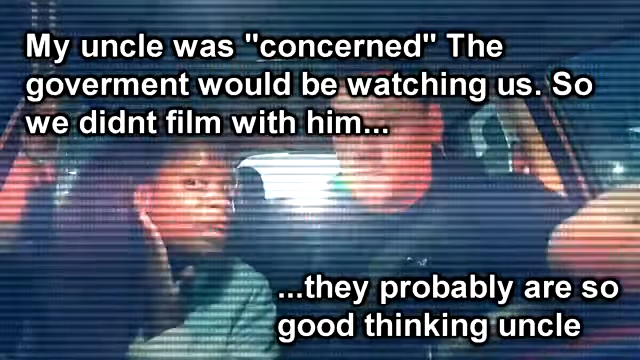 My uncle was "concerned" The
goverment would be watching us. So
we didnt film with him...
...they probably are so
good thinking uncle